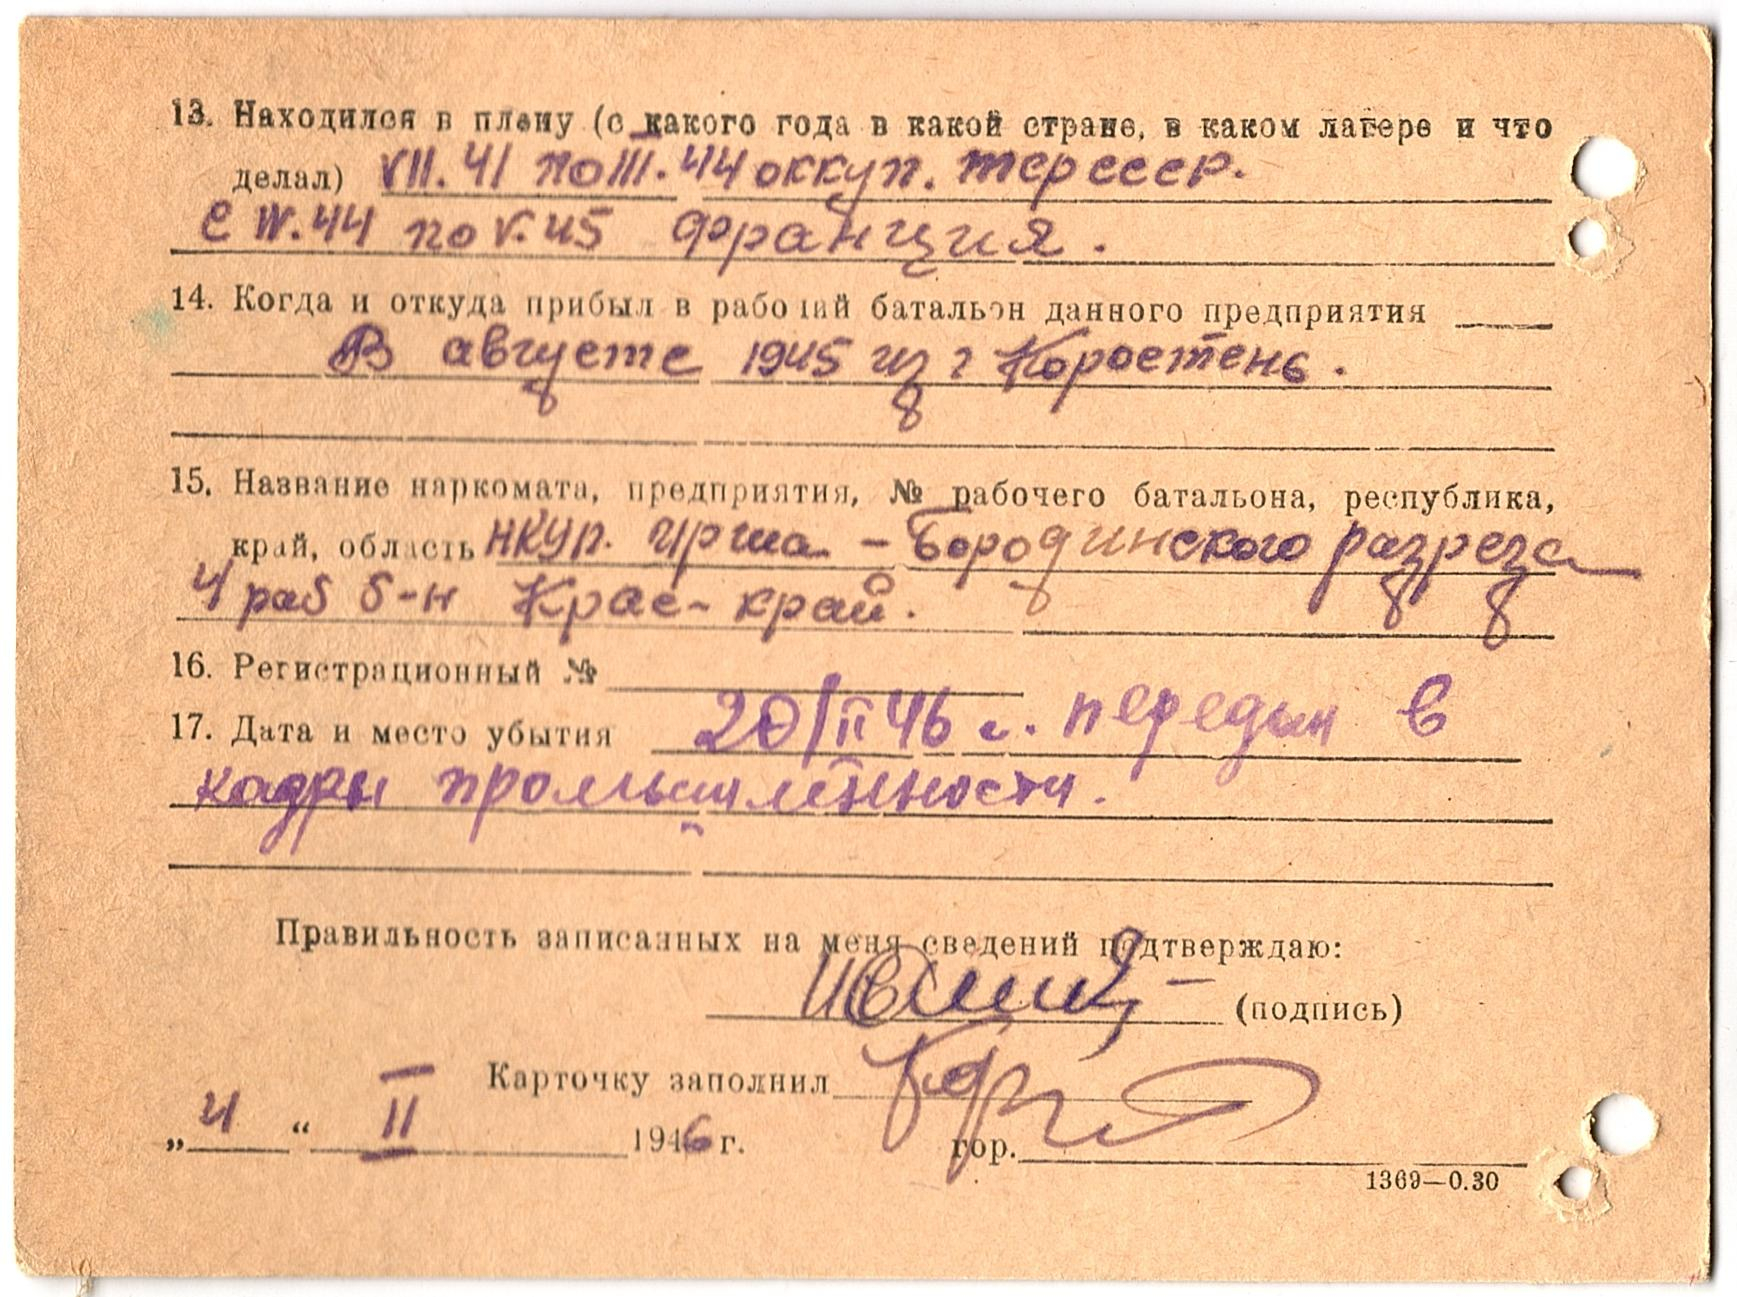 13. Находился в плену (с какого года в какой стране, в каком лагере и что
делал) VII. 41 по III. 44 оккуп. тер ссср.
с IV. 44 по V. 45 Франция.
14. Когда и откуда прибыл в рабочий батальон данного предприятия
В августе 1945 из г Коростень.
15. Название наркомата, предприятия, № рабочего батальона, республика,
край, область НКУП. Ирша - Бородинского разреза
4 раб б-н Крас- край.
16. Регистрационный №
17. Дата и место убытия 20/II 46 г. передан в
кадры промышленности.
Правильность записанных на меня сведений подтверждаю:
(подпись)
Карточку заполнил
„ 4 “ II 1946 г. гор.
1369—0.30